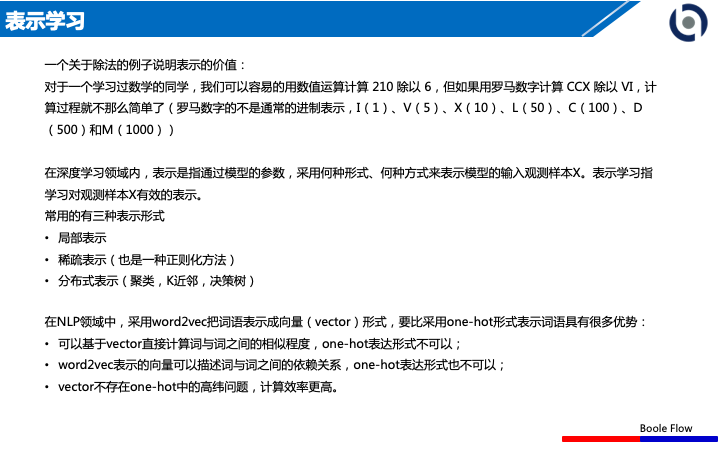 表示学习
一个关于除法的例子说明表示的价值：
对于一个学习过数学的同学，我们可以容易的用数值运算计算 210 除以 6，但如果用罗马数字计算 CCX 除以 VI，计
算过程就不那么简单了（罗马数字的不是通常的进制表示，I（1）、V（5）、X（10）、L（50）、C（100）、D
（500）和M（1000））
在深度学习领域内，表示是指通过模型的参数，采用何种形式、何种方式来表示模型的输入观测样本X。表示学习指
学习对观测样本X有效的表示。
常用的有三种表示形式
• 局部表示
• 稀疏表示（也是一种正则化方法）
• 分布式表示（聚类，K近邻，决策树）
在NLP领域中，采用word2vec把词语表示成向量（vector）形式，要比采用one-hot形式表示词语具有很多优势：
• 可以基于vector直接计算词与词之间的相似程度，one-hot表达形式不可以；
• word2vec表示的向量可以描述词与词之间的依赖关系，one-hot表达形式也不可以；
• vector不存在one-hot中的高纬问题，计算效率更高。
Boole Flow